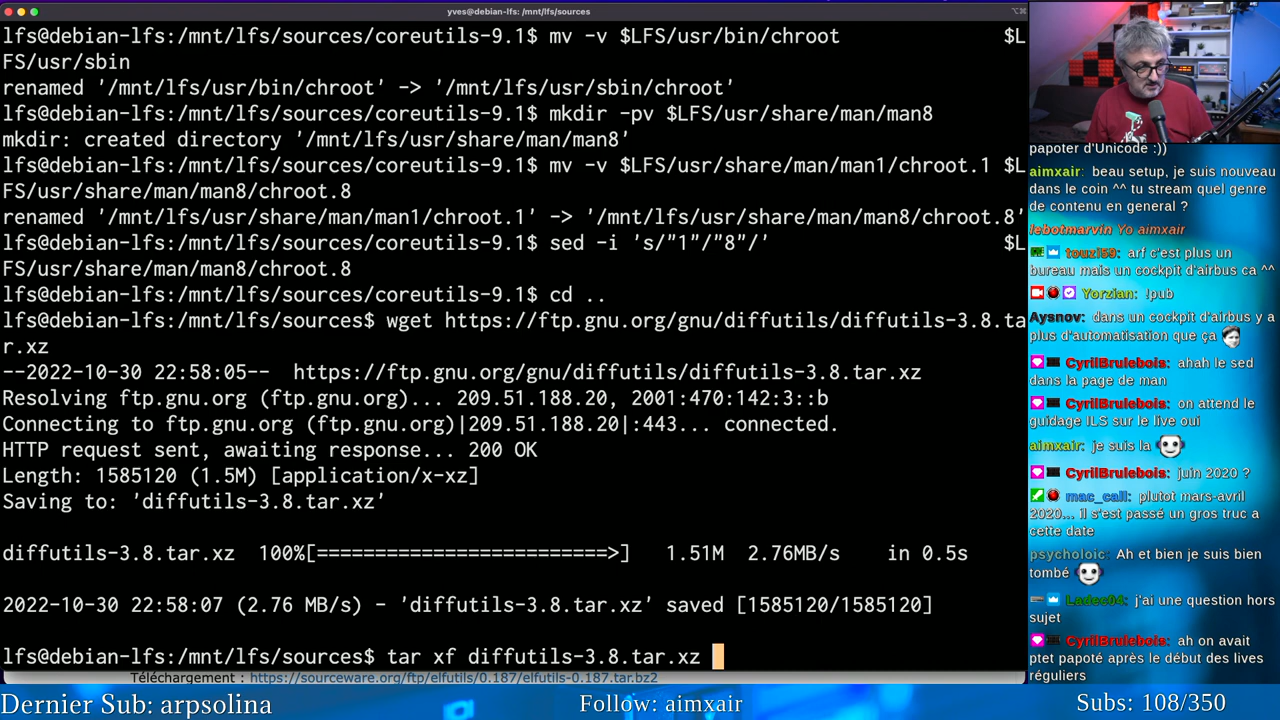 yves@debian-lfs: /mnt/lfs/sources
lfs@debian-lfs:/mnt/lfs/sources/coreutils-9.1$ mv -v $LFS/usr/bin/chroot $L
FS/usr/sbin
renamed '/mnt/lfs/usr/bin/chroot' -> '/mnt/lfs/usr/sbin/chroot'
lfs@debian-lfs:/mnt/lfs/sources/coreutils-9.1$ mkdir -pv $LFS/usr/share/man/man8
mkdir: created directory '/mnt/lfs/usr/share/man/man8'
lfs@debian-lfs:/mnt/lfs/sources/coreutils-9.1$ mv -v $LFS/usr/share/man/man1/chroot.1 $L
FS/usr/share/man/man8/chroot.8
renamed '/mnt/lfs/usr/share/man/man1/chroot.1' -> '/mnt/lfs/usr/share/man/man8/chroot.8'
lfs@debian-lfs:/mnt/lfs/sources/coreutils-9.1$ sed -i 's/"1"/"8"/' $L
FS/usr/share/man/man8/chroot.8
lfs@debian-lfs:/mnt/lfs/sources/coreutils-9.1$ cd ..
lfs@debian-lfs:/mnt/lfs/sources$ wget https://ftp.gnu.org/gnu/diffutils/diffutils-3.8.ta
r.xz
--2022-10-30 22:58:05-- https://ftp.gnu.org/gnu/diffutils/diffutils-3.8.tar.xz
Resolving ftp.gnu.org (ftp.gnu.org)... 209.51.188.20, 2001:470:142:3::b
Connecting to ftp.gnu.org (ftp.gnu.org)|209.51.188.20|:443... connected.
HTTP request sent, awaiting response... 200 OK
Length: 1585120 (1.5M) [application/x-xz]
Saving to: 'diffutils-3.8.tar.xz'
diffutils-3.8.tar.xz 100%[========================>] 1.51M 2.76MB/s in 0.5s
2022-10-30 22:58:07 (2.76 MB/s) - 'diffutils-3.8.tar.xz' saved [1585120/1585120]
lfs@debian-lfs:/mnt/lfs/sources$ tar xf diffutils-3.8.tar.xz
Téléchargement : https://sourceware.org/ftp/elfutils/0.187/elfutils-0.187.tar.bz2
papoter d'Unicode :))
aimxair: beau setup, je suis nouveau
dans le coin ^^ tu stream quel genre
de contenu en general ?
lebotmarvin Yo aimxair
touzi59: arf c'est plus un
bureau mais un cockpit d'airbus ca ^^
Yorzian: !pub
Aysnov: dans un cockpit d'airbus y a
plus d'automatisation que ça
CyrilBrulebois: ahah le sed
dans la page de man
CyrilBrulebois: on attend le
guidage ILS sur le live oui
aimxair: je suis la
CyrilBrulebois: juin 2020 ?
mac_call: plutot mars-avril
2020... il s'est passé un gros truc a
cette date
psycholoic: Ah et bien je suis bien
tombé
Ladec04: j'ai une question hors
sujet
CyrilBrulebois: ah on avait
ptet papoté après le début des lives
réguliers
Dernier Sub: arpsolina
Follow: aimxair
Subs: 108/350